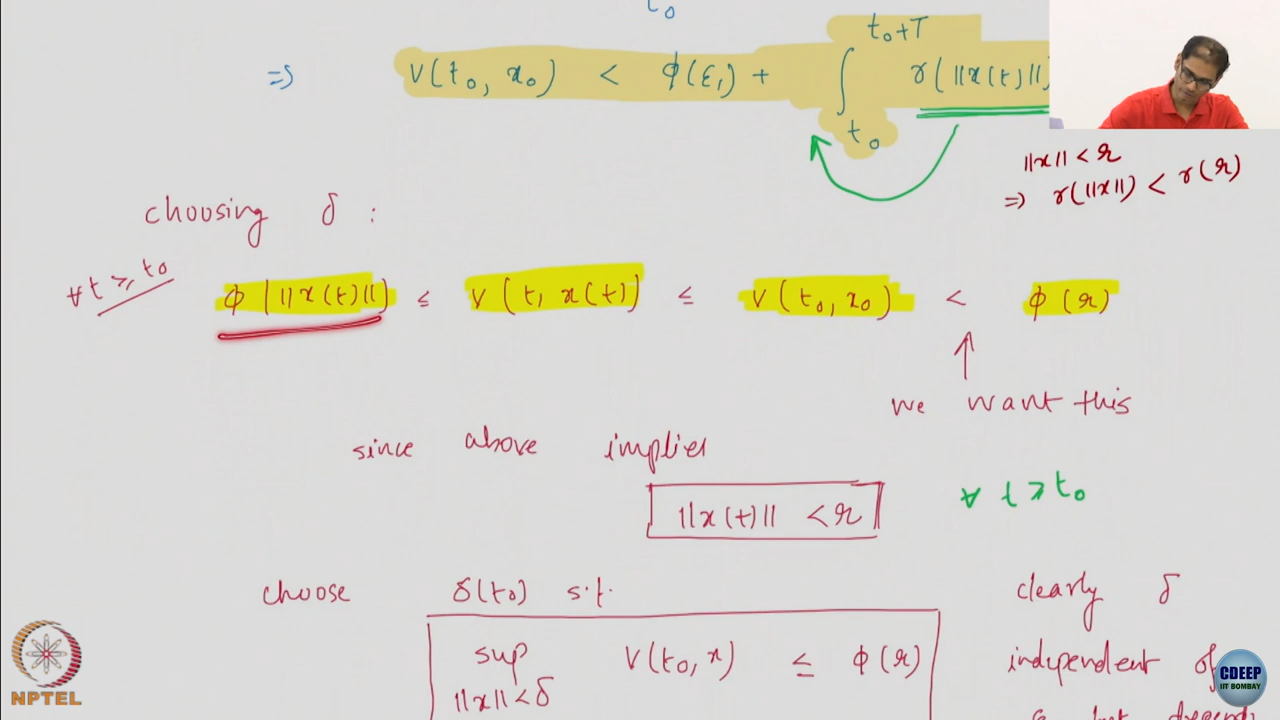 t₀
t₀+T
⇒ V(t₀, x₀) < φ(ε₁) + ∫ γ(||x(t)||)
t₀
||x|| < r
⇒ γ(||x||) < γ(r)
choosing δ :
∀ t ≥ t₀
φ(||x(t)||) ≤ V(t, x(t)) ≤ V(t₀, x₀) < φ(r)
↑
we want this
since above implies
||x(t)|| < r ∀ t ≥ t₀
choose δ(t₀) s.t. clearly δ
sup V(t₀, x) ≤ φ(r) independent of
||x|| < δ
NPTEL
CDEEP
IIT BOMBAY